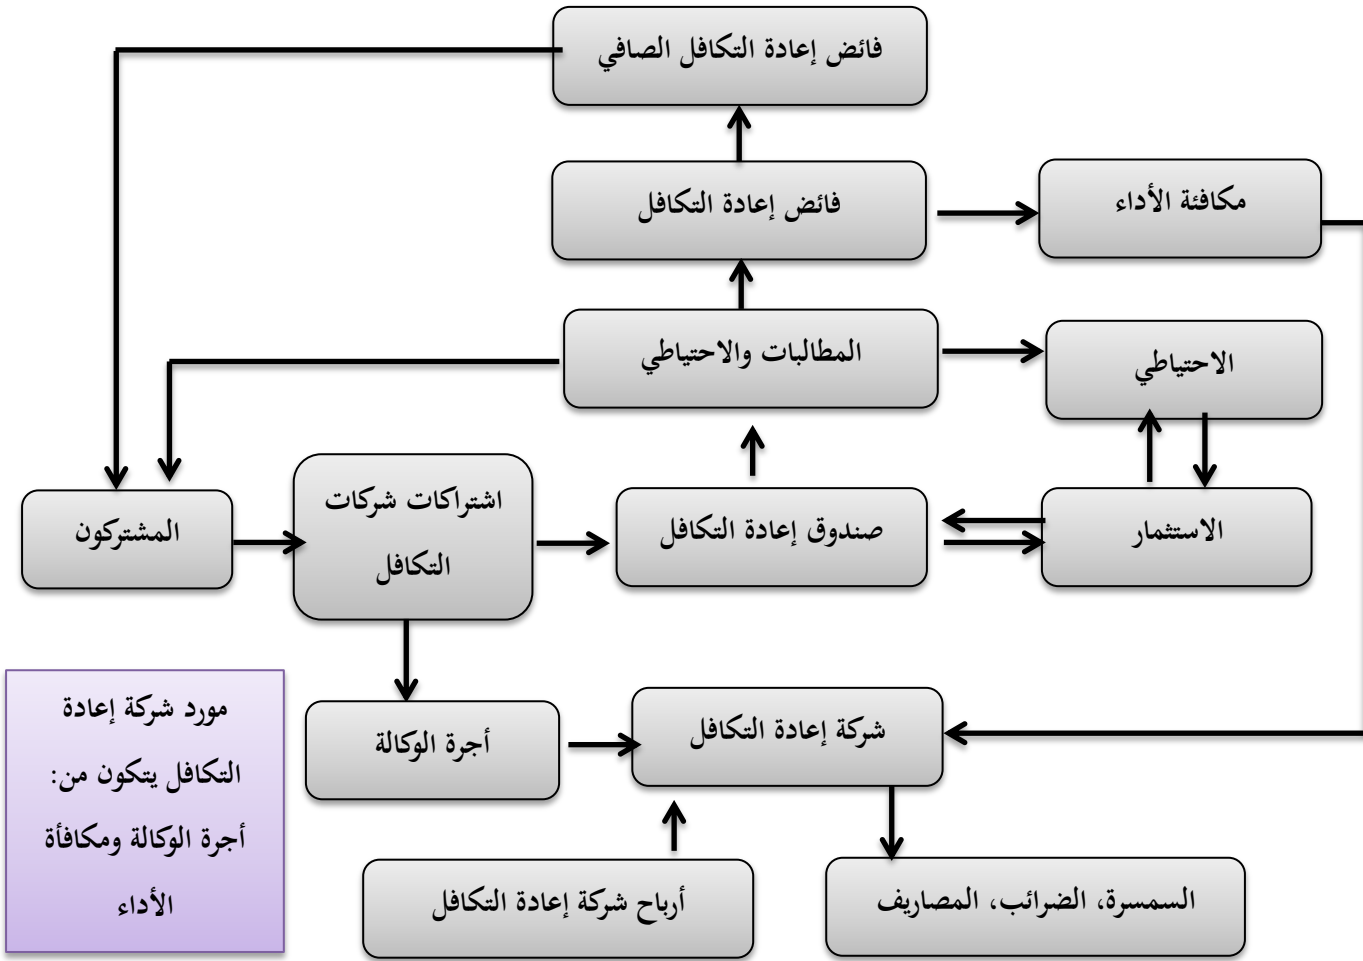 فائض إعادة التكافل الصافي
فائض إعادة التكافل
مكافئة الأداء
المطالبات والاحتياطي
الاحتياطي
المشتركون
اشتراكات شركات
التكافل
صندوق إعادة التكافل
الاستثمار
مورد شركة إعادة
التكافل يتكون من:
أجرة الوكالة ومكافأة
الأداء
أجرة الوكالة
شركة إعادة التكافل
أرباح شركة إعادة التكافل
السمسرة، الضرائب، المصاريف